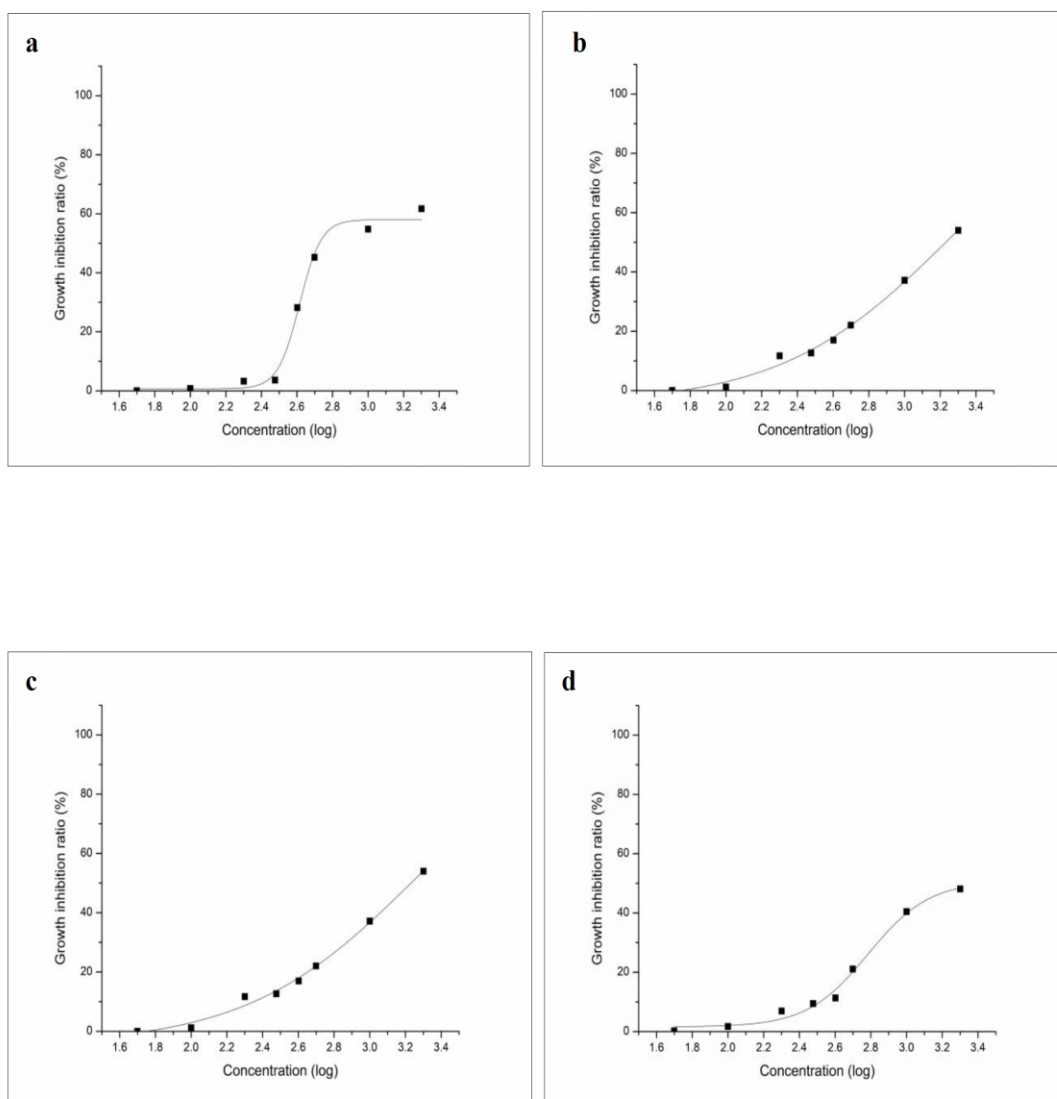 a
100
80
60
40
20
0
Growth inibition ratio (%)
1.6 1.8 2.0 2.2 2.4 2.6 2.8 3.0 3.2 3.4
Concentration (log)
b
100
80
60
40
20
0
Growth inhibition ratio (%)
1.6 1.8 2.0 2.2 2.4 2.6 2.8 3.0 3.2 3.4
Concentration (log)
c
100
80
60
40
20
0
Growth inhibition ratio (%)
1.6 1.8 2.0 2.2 2.4 2.6 2.8 3.0 3.2 3.4
Concentration (log)
d
100
80
60
40
20
0
Growth inhibition ratio (%)
1.6 1.8 2.0 2.2 2.4 2.6 2.8 3.0 3.2 3.4
Concentration (log)